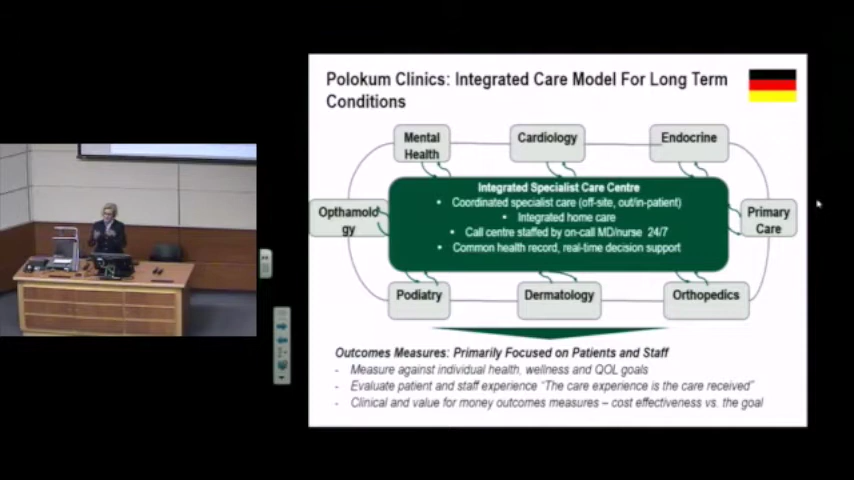 Polokum Clinics: Integrated Care Model For Long Term
Conditions
Mental
Health
Cardiology
Endocrine
Integrated Specialist Care Centre
• Coordinated specialist care (off-site, out/in-patient)
• Integrated home care
• Call centre staffed by on-call MD/nurse 24/7
• Common health record, real-time decision support
Opthamolo
gy
Primary
Care
Podiatry
Dermatology
Orthopedics
Outcomes Measures: Primarily Focused on Patients and Staff
- Measure against individual health, wellness and QOL goals
- Evaluate patient and staff experience “The care experience is the care received”
- Clinical and value for money outcomes measures – cost effectiveness vs. the goal